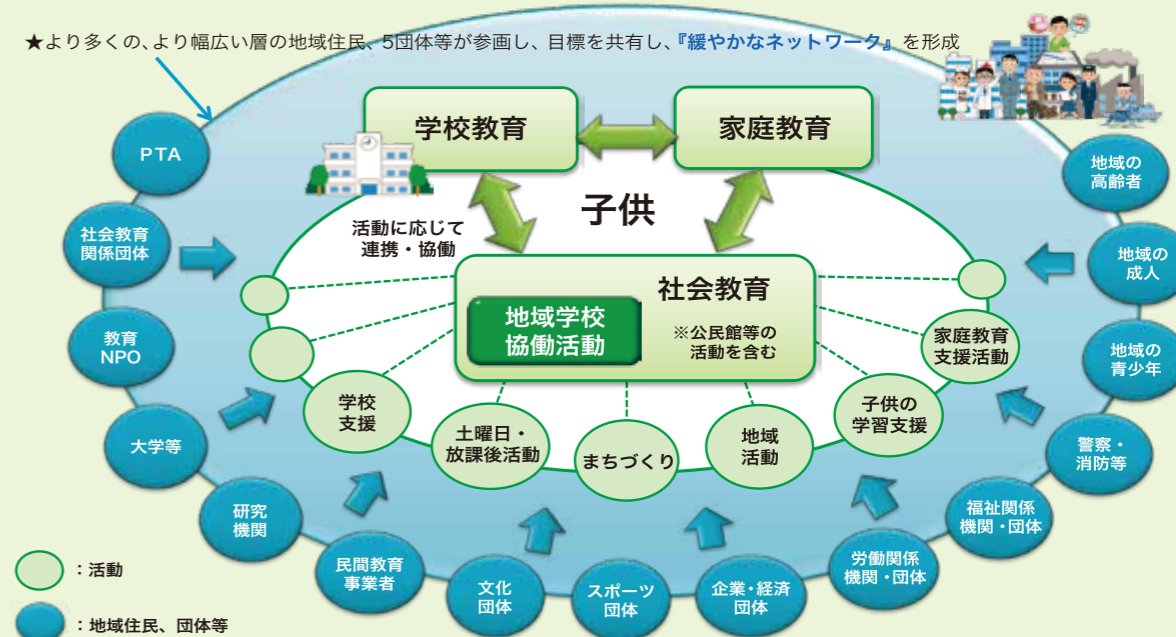 ★より多くの、より幅広い層の地域住民、5団体等が参画し、目標を共有し、『緩やかなネットワーク』を形成
学校教育
家庭教育
PTA
地域の
高齢者
子供
活動に応じて
連携・協働
社会教育
関係団体
地域の
成人
社会教育
地域学校
協働活動
※公民館等の
活動を含む
教育
NPO
家庭教育
支援活動
地域の
青少年
学校
支援
子供の
学習支援
大学等
土曜日・
放課後活動
まちづくり
地域
活動
警察・
消防等
研究
機関
福祉関係
機関・団体
民間教育
事業者
文化
団体
スポーツ
団体
企業・経済
団体
労働関係
機関・団体
：活動
：地域住民、団体等